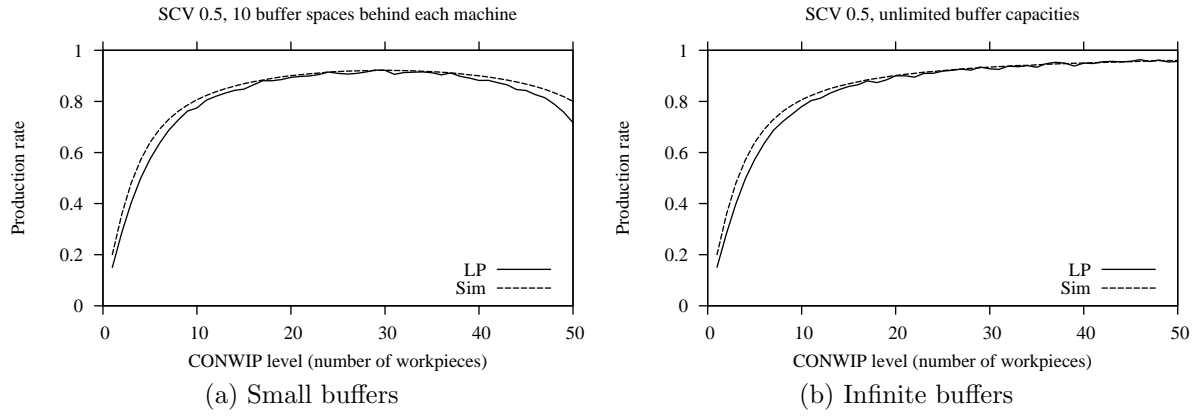 SCV 0.5, 10 buffer spaces behind each machine
1
0.8
0.6
0.4
0.2
0
Production rate
LP
Sim
0 10 20 30 40 50
CONWIP level (number of workpieces)
(a) Small buffers
SCV 0.5, unlimited buffer capacities
1
0.8
0.6
0.4
0.2
0
Production rate
LP
Sim
0 10 20 30 40 50
CONWIP level (number of workpieces)
(b) Infinite buffers